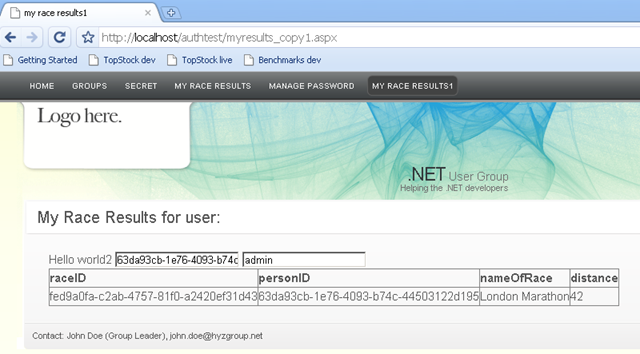 my race results1
http://localhost/authtest/myresults_copy1.aspx
Getting Started TopStock dev TopStock live Benchmarks dev
HOME GROUPS SECRET MY RACE RESULTS MANAGE PASSWORD MY RACE RESULTS1
Logo here.
.NET User Group
Helping the .NET developers
My Race Results for user:
Hello world2 63da93cb-1e76-4093-b74c admin
raceID personID nameOfRace distance
fed9a0fa-c2ab-4757-81f0-a2420ef31d43 63da93cb-1e76-4093-b74c-44503122d195 London Marathon 42
Contact: John Doe (Group Leader), john.doe@hyzgroup.net